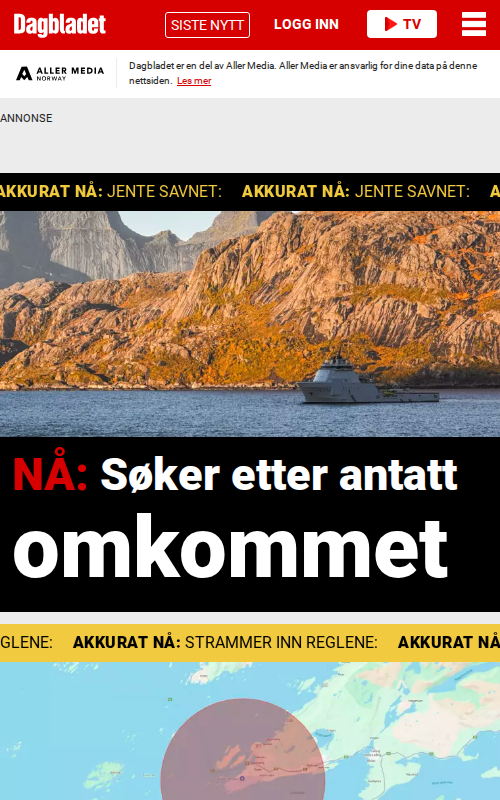 Dagbladet
SISTE NYTT
LOGG INN
TV
ALLER MEDIA
NORWAY
Dagbladet er en del av Aller Media. Aller Media er ansvarlig for dine data på denne
nettsiden. Les mer
ANNONSE
AKKURAT NÅ: JENTE SAVNET: AKKURAT NÅ: JENTE SAVNET: A
NÅ: Søker etter antatt
omkommet
GLENE: AKKURAT NÅ: STRAMMER INN REGLENE: AKKURAT NÅ